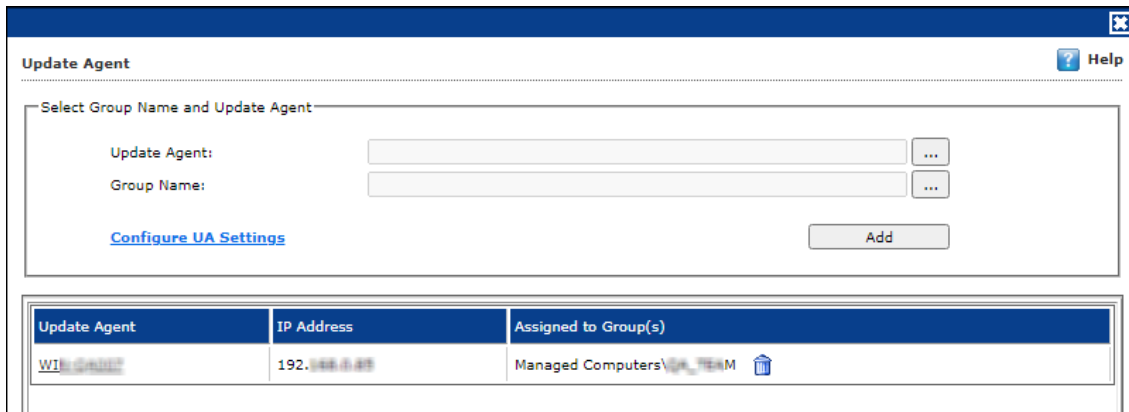 Update Agent
? Help
Select Group Name and Update Agent
Update Agent:
...
Group Name:
...
Configure UA Settings
Add
Update Agent IP Address Assigned to Group(s)
WI 192. Managed Computers\ M